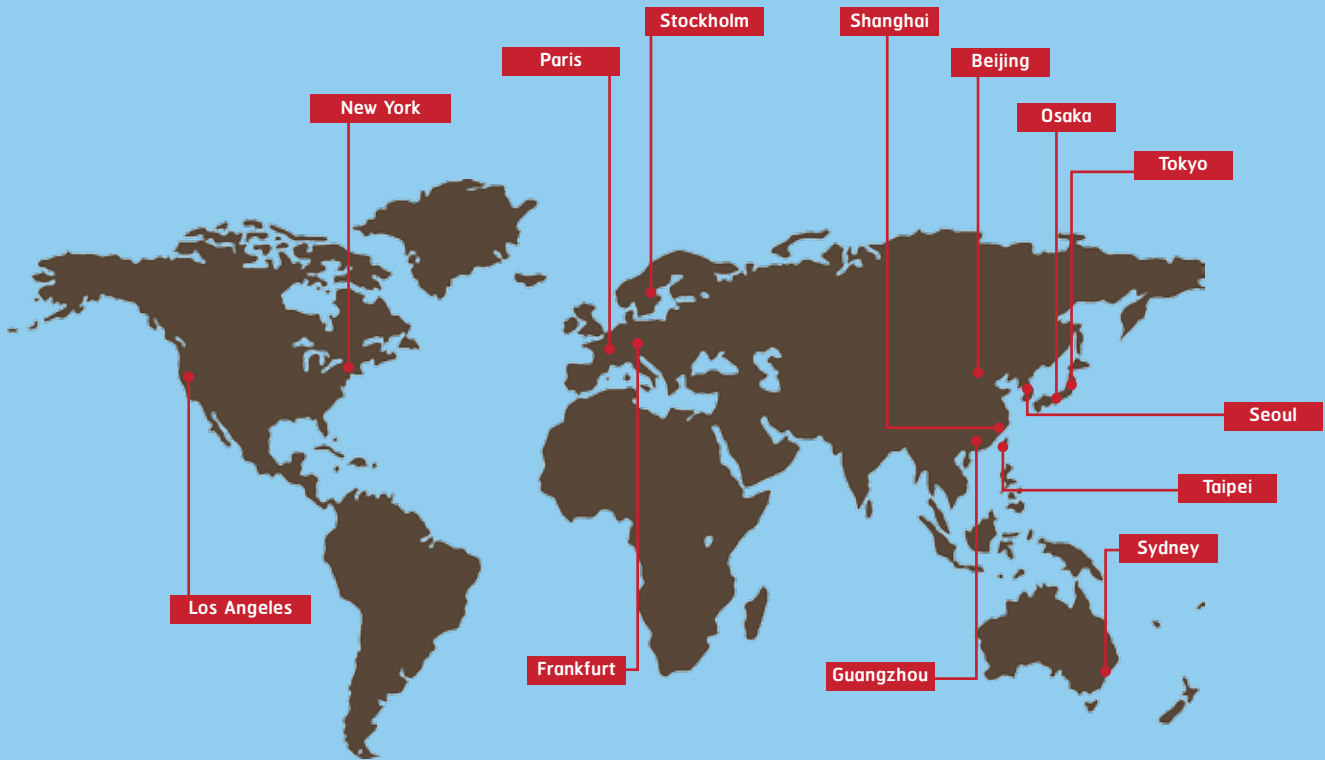 Stockholm
Shanghai
Paris
Beijing
New York
Osaka
Tokyo
Seoul
Taipei
Sydney
Los Angeles
Frankfurt
Guangzhou